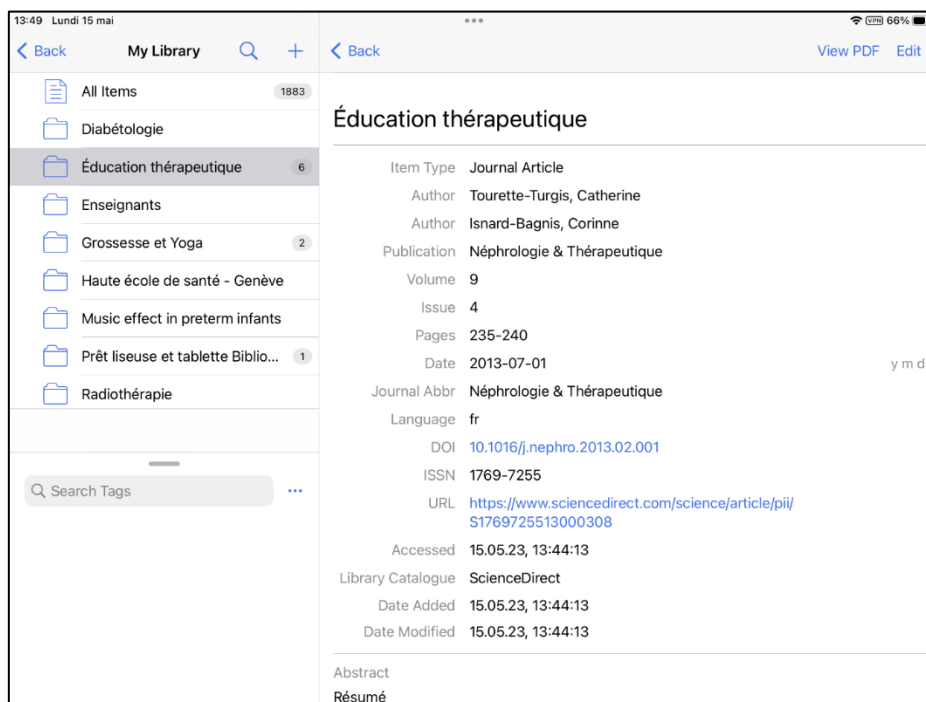 13:49 Lundi 15 mai
VPN 66%
Back My Library
All Items 1883
Diabétologie
Éducation thérapeutique 6
Enseignants
Grossesse et Yoga 2
Haute école de santé - Genève
Music effect in preterm infants
Prêt liseuse et tablette Biblio... 1
Radiothérapie
Search Tags
Back View PDF Edit
Éducation thérapeutique
Item Type Journal Article
Author Tourette-Turgis, Catherine
Author Isnard-Bagnis, Corinne
Publication Néphrologie & Thérapeutique
Volume 9
Issue 4
Pages 235-240
Date 2013-07-01 y m d
Journal Abbr Néphrologie & Thérapeutique
Language fr
DOI 10.1016/j.nephro.2013.02.001
ISSN 1769-7255
URL https://www.sciencedirect.com/science/article/pii/
S1769725513000308
Accessed 15.05.23, 13:44:13
Library Catalogue ScienceDirect
Date Added 15.05.23, 13:44:13
Date Modified 15.05.23, 13:44:13
Abstract
Résumé